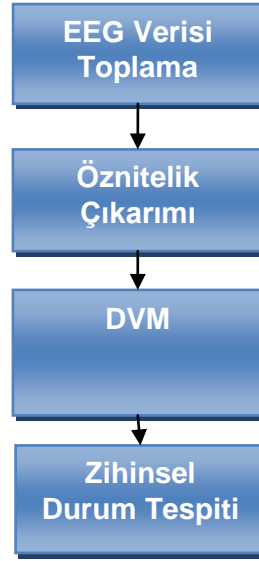 EEG Verisi
Toplama
Öznitelik
Çıkarımı
DVM
Zihinsel
Durum Tespiti